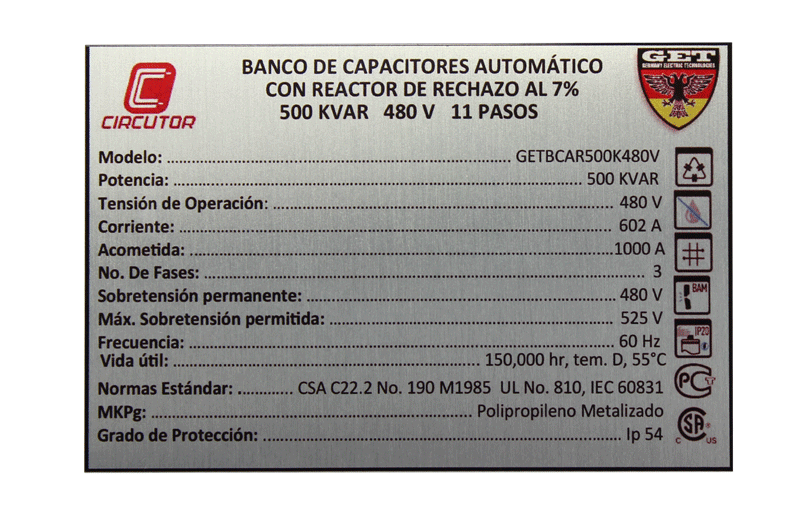 CIRCUTOR
BANCO DE CAPACITORES AUTOMÁTICO
CON REACTOR DE RECHAZO AL 7%
500 KVAR 480 V 11 PASOS
GET
GERMANY ELECTRIC TECHNOLOGIES
Modelo: ........ GETBCAR500K480V
Potencia: ........ 500 KVAR
Tensión de Operación: ........ 480 V
Corriente: ........ 602 A
Acometida: ........ 1000 A
No. De Fases: ........ 3
Sobretensión permanente: ........ 480 V
Máx. Sobretensión permitida: ........ 525 V
Frecuencia: ........ 60 Hz
Vida útil: ........ 150,000 hr, tem. D, 55°C
Normas Estándar: ........ CSA C22.2 No. 190 M1985 UL No. 810, IEC 60831
MKPg: ........ Polipropileno Metalizado
Grado de Protección: ........ Ip 54
BAM
IP20
PC
SA
C US